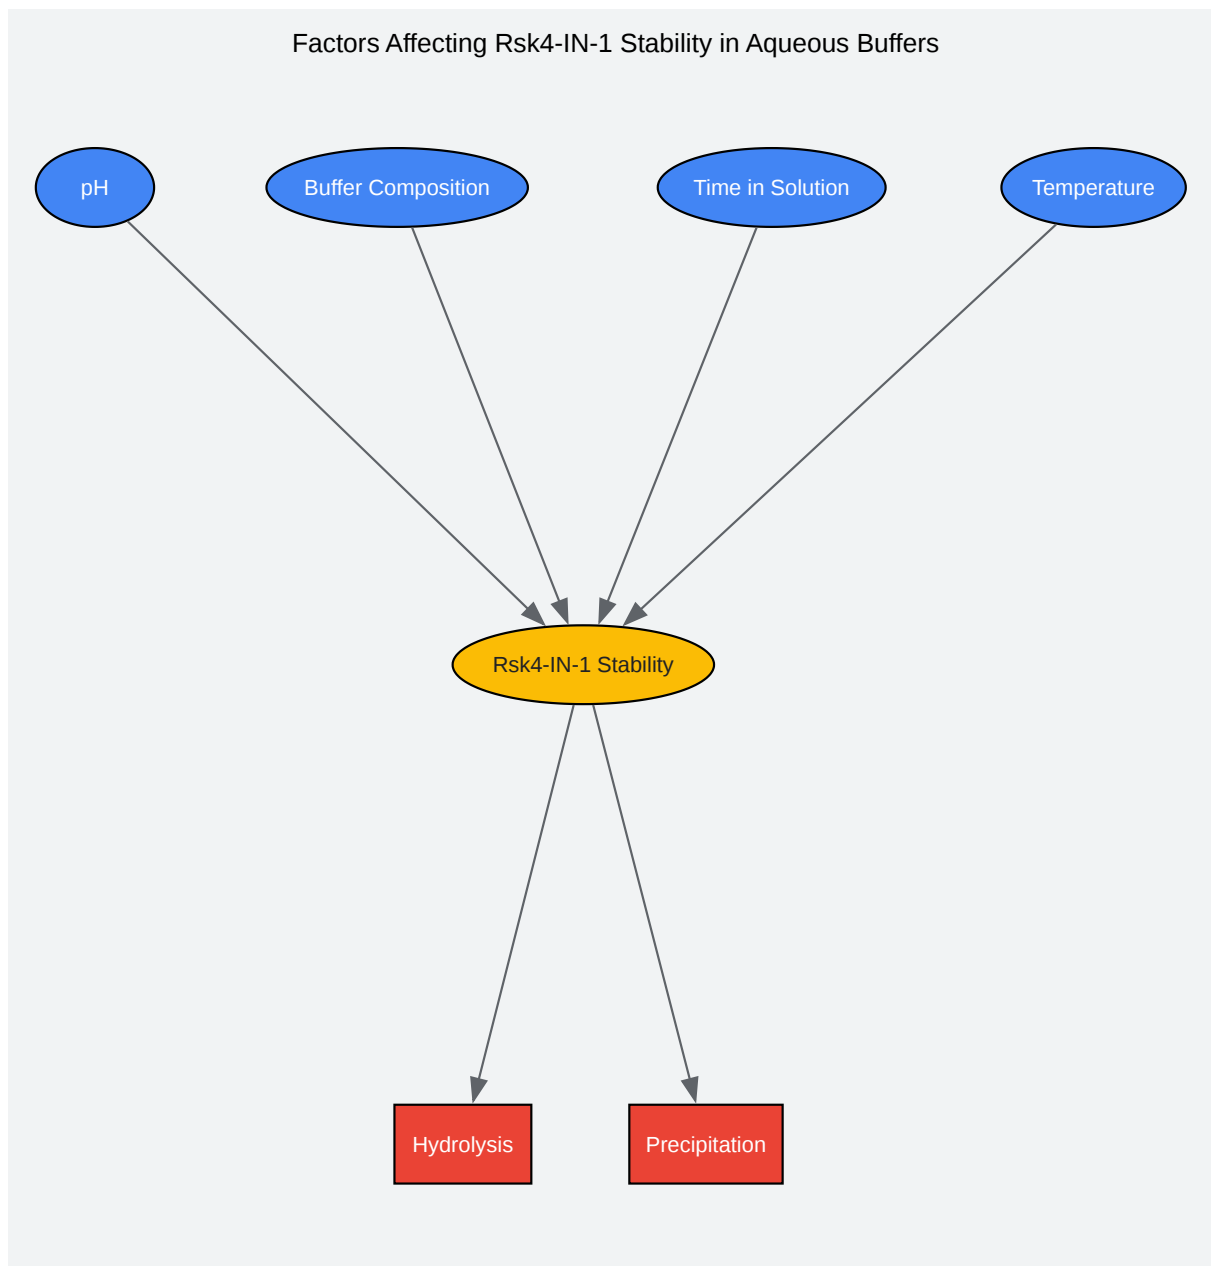 Factors Affecting Rsk4-IN-1 Stability in Aqueous Buffers
pH
Buffer Composition
Time in Solution
Temperature
Rsk4-IN-1 Stability
Hydrolysis
Precipitation